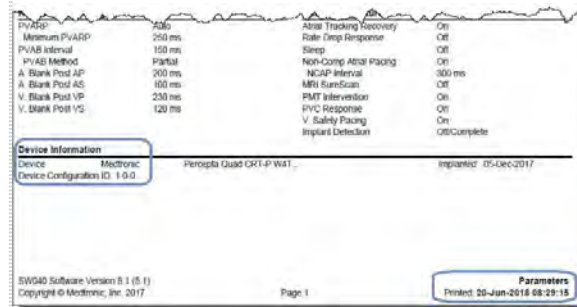 PVARP Auto Atrial Tracking Recovery On
Minimum PVARP 250 ms Rate Drop Response Off
PVAB Interval 150 ms Sleep Off
PVAB Method Partial Non-Comp Atrial Pacing On
A. Blank Post AP 200 ms NCAP Interval 300 ms
A. Blank Post AS 100 ms MRI SureScan Off
V. Blank Post VP 230 ms PMT Intervention On
V. Blank Post VS 120 ms PVC Response On
V. Safety Pacing On
Implant Detection Off/Complete
Device Information
Device Medtronic Percepta Quad CRT-P W4T... Implanted: 05-Dec-2017
Device Configuration ID: 1-0-0
SW040 Software Version 8.1 (5.1) Parameters
Copyright © Medtronic, Inc. 2017 Page 1 Printed: 20-Jun-2018 08:29:15